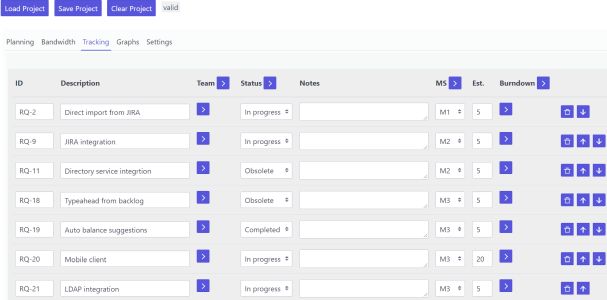 Load Project Save Project Clear Project valid
Planning Bandwidth Tracking Graphs Settings
ID Description Team Status Notes MS Est. Burndown
RQ-2 Direct import from JIRA In progress M1 5
RQ-9 JIRA integration In progress M2 5
RQ-11 Directory service integrtion Obsolete M2 5
RQ-18 Typeahead from backlog Obsolete M3 5
RQ-19 Auto balance suggestions Completed M3 5
RQ-20 Mobile client In progress M3 20
RQ-21 LDAP integration In progress M3 5